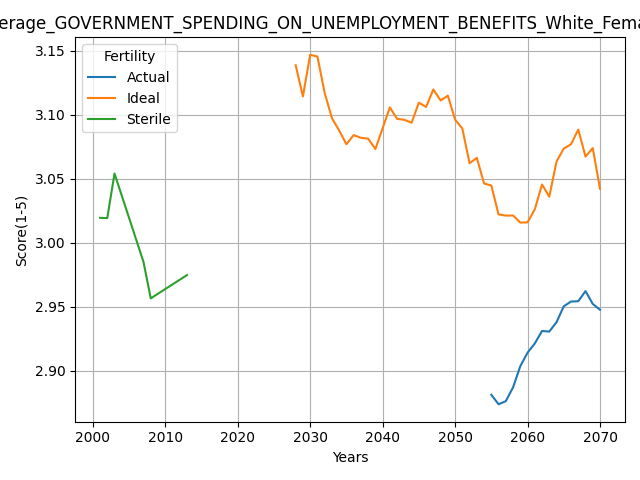 erage_GOVERNMENT_SPENDING_ON_UNEMPLOYMENT_BENEFITS_White_Fema
Fertility
Actual
Ideal
Sterile
Score(1-5)
3.15
3.10
3.05
3.00
2.95
2.90
2000 2010 2020 2030 2040 2050 2060 2070
Years